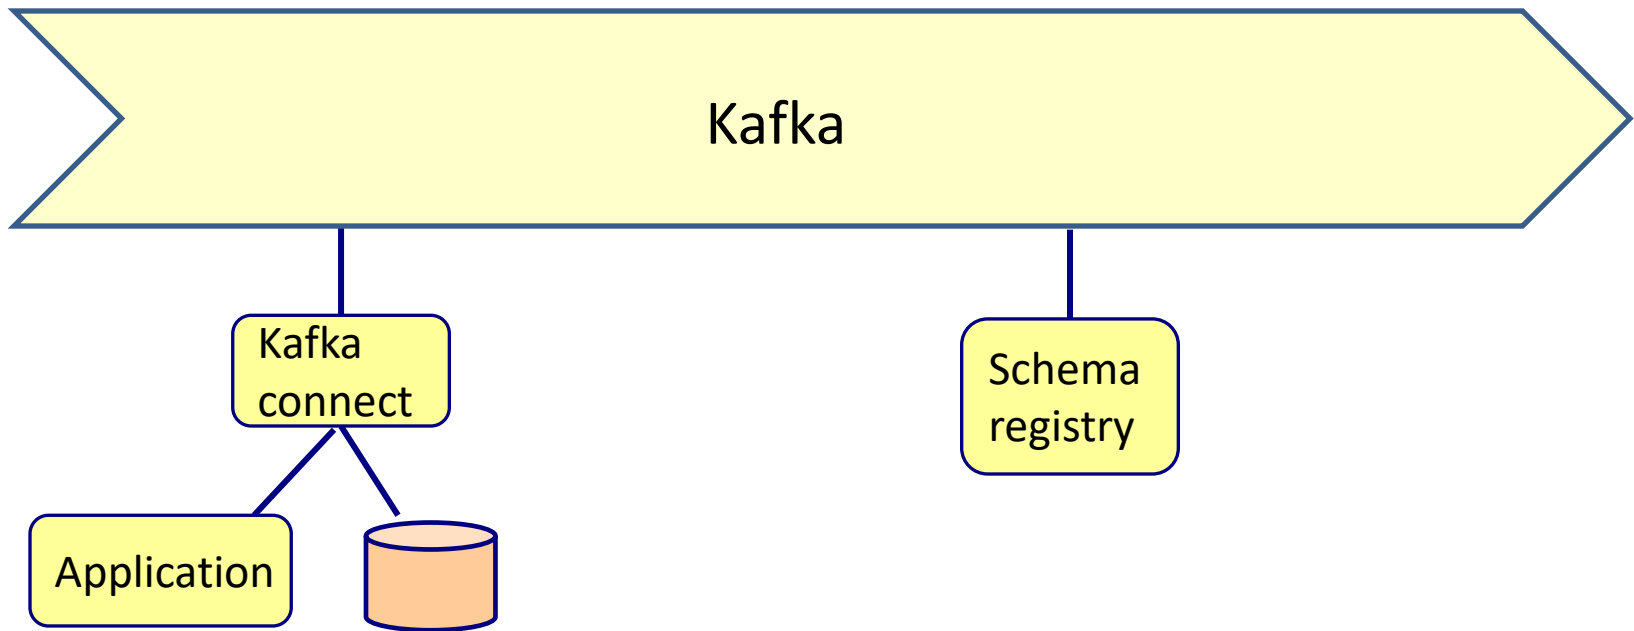 Kafka
Kafka
connect
Schema
registry
Application